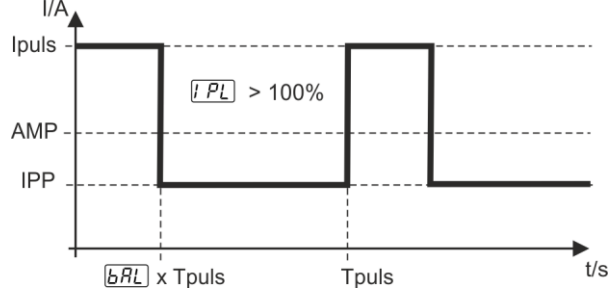 I/A
Ipuls
IPL > 100%
AMP
IPP
bAL x Tpuls
Tpuls
t/s